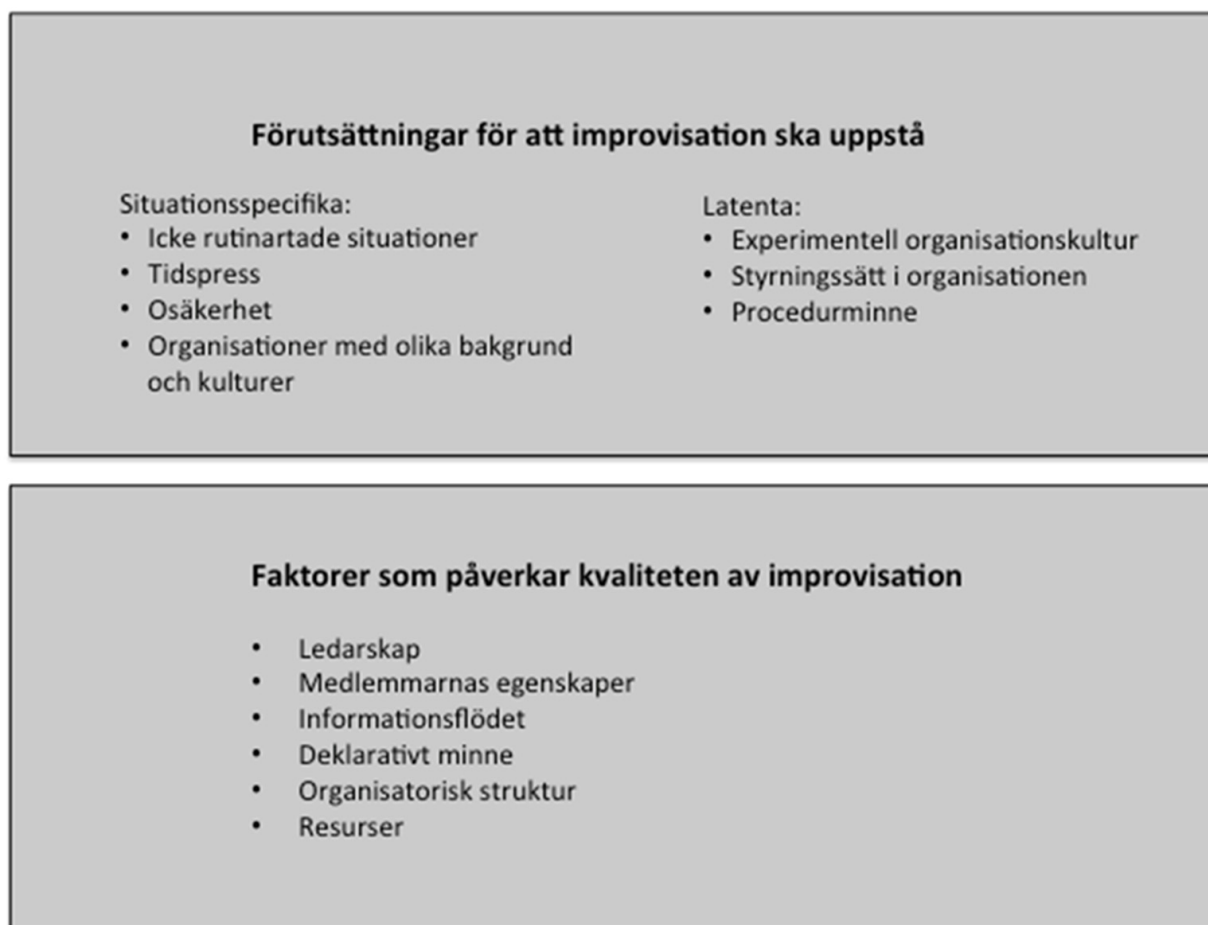 Förutsättningar för att improvisation ska uppstå
Situationsspecifika:
• Icke rutinartade situationer
• Tidspress
• Osäkerhet
• Organisationer med olika bakgrund
och kulturer
Latenta:
• Experimentell organisationskultur
• Styrningssätt i organisationen
• Procedurminne
Faktorer som påverkar kvaliteten av improvisation
• Ledarskap
• Medlemmarnas egenskaper
• Informationsflödet
• Deklarativt minne
• Organisatorisk struktur
• Resurser